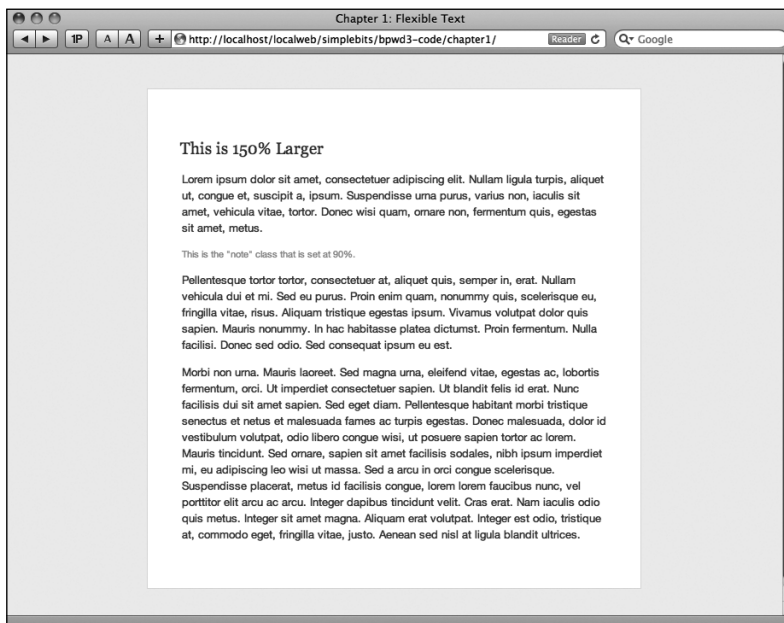 Chapter 1: Flexible Text
1P A A + http://localhost/localweb/simplebits/bpwd3-code/chapter1/ Reader Google
This is 150% Larger
Lorem ipsum dolor sit amet, consectetuer adipiscing elit. Nullam ligula turpis, aliquet
ut, congue et, suscipit a, ipsum. Suspendisse urna purus, varius non, iaculis sit
amet, vehicula vitae, tortor. Donec wisi quam, ornare non, fermentum quis, egestas
sit amet, metus.
This is the "note" class that is set at 90%.
Pellentesque tortor tortor, consectetuer at, aliquet quis, semper in, erat. Nullam
vehicula dui et mi. Sed eu purus. Proin enim quam, nonummy quis, scelerisque eu,
fringilla vitae, risus. Aliquam tristique egestas ipsum. Vivamus volutpat dolor quis
sapien. Mauris nonummy. In hac habitasse platea dictumst. Proin fermentum. Nulla
facilisi. Donec sed odio. Sed consequat ipsum eu est.
Morbi non urna. Mauris laoreet. Sed magna urna, eleifend vitae, egestas ac, lobortis
fermentum, orci. Ut imperdiet consectetuer sapien. Ut blandit felis id erat. Nunc
facilisis dui sit amet sapien. Sed eget diam. Pellentesque habitant morbi tristique
senectus et netus et malesuada fames ac turpis egestas. Donec malesuada, dolor id
vestibulum volutpat, odio libero congue wisi, ut posuere sapien tortor ac lorem.
Mauris tincidunt. Sed ornare, sapien sit amet facilisis sodales, nibh ipsum imperdiet
mi, eu adipiscing leo wisi ut massa. Sed a arcu in orci congue scelerisque.
Suspendisse placerat, metus id facilisis congue, lorem lorem faucibus nunc, vel
porttitor elit arcu ac arcu. Integer dapibus tincidunt velit. Cras erat. Nam iaculis odio
quis metus. Integer sit amet magna. Aliquam erat volutpat. Integer est odio, tristique
at, commodo eget, fringilla vitae, justo. Aenean sed nisl at ligula blandit ultrices.